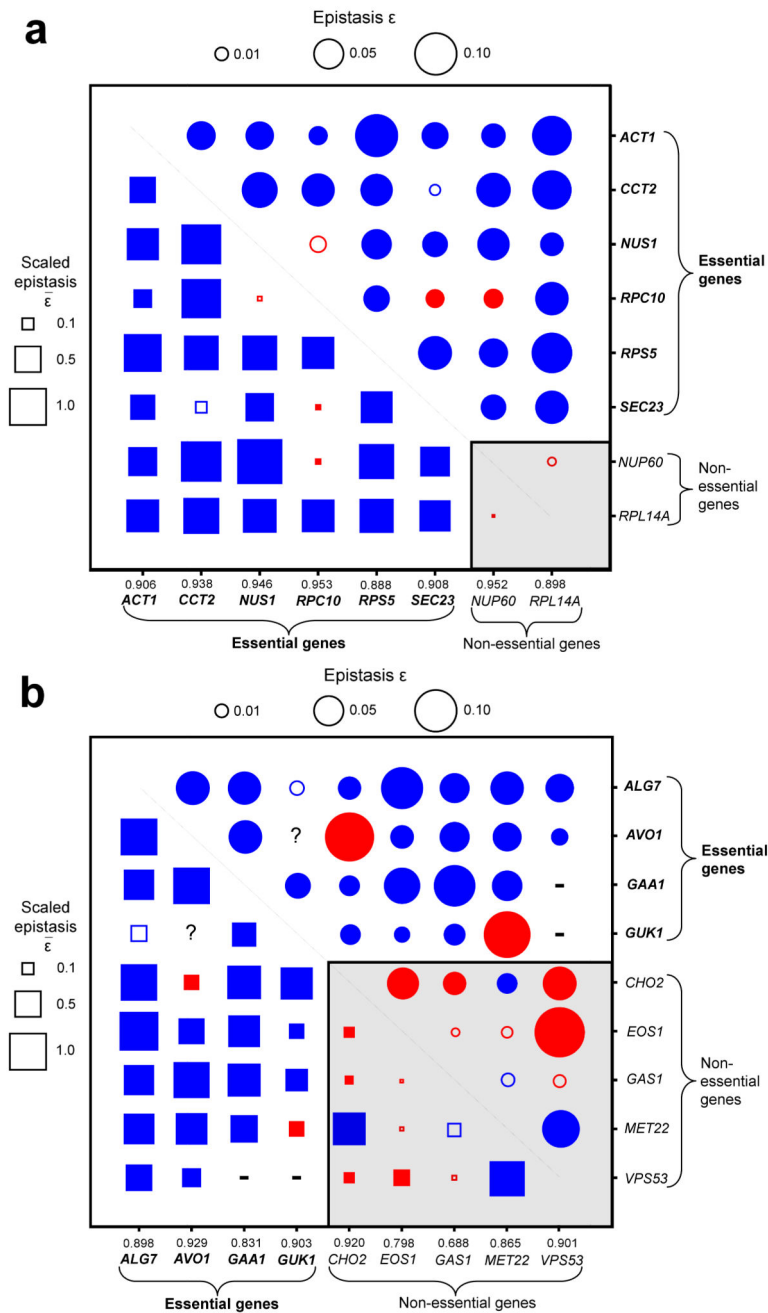 a
Epistasis ε
0.01
0.05
0.10
ACT1
CCT2
NUS1
RPC10
RPS5
SEC23
NUP60
RPL14A
Essential
genes
Non-
essential
genes
Scaled
epistasis
ε̅
0.1
0.5
1.0
0.906 0.938 0.946 0.953 0.888 0.908 0.952 0.898
ACT1 CCT2 NUS1 RPC10 RPS5 SEC23 NUP60 RPL14A
Essential genes
Non-essential genes
b
Epistasis ε
0.01
0.05
0.10
ALG7
AVO1
?
GAA1
-
GUK1
? -
CHO2
EOS1
GAS1
MET22
VPS53
- -
Essential
genes
Non-
essential
genes
Scaled
epistasis
ε̅
0.1
0.5
1.0
0.898 0.929 0.831 0.903 0.920 0.798 0.688 0.865 0.901
ALG7 AVO1 GAA1 GUK1 CHO2 EOS1 GAS1 MET22 VPS53
Essential genes
Non-essential genes